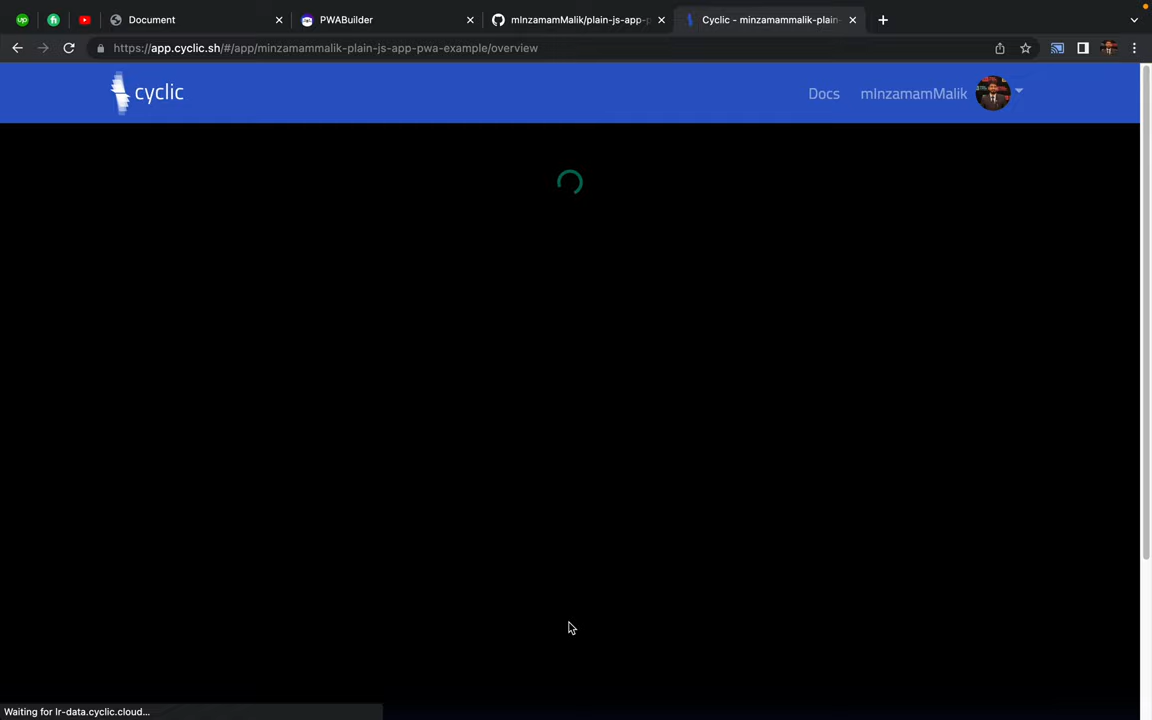 Document
PWABuilder
mInzamamMalik/plain-js-app-p
Cyclic - minzamammalik-plain-
https://app.cyclic.sh/#/app/minzamammalik-plain-js-app-pwa-example/overview
cyclic
Docs
mInzamamMalik
Waiting for lr-data.cyclic.cloud...